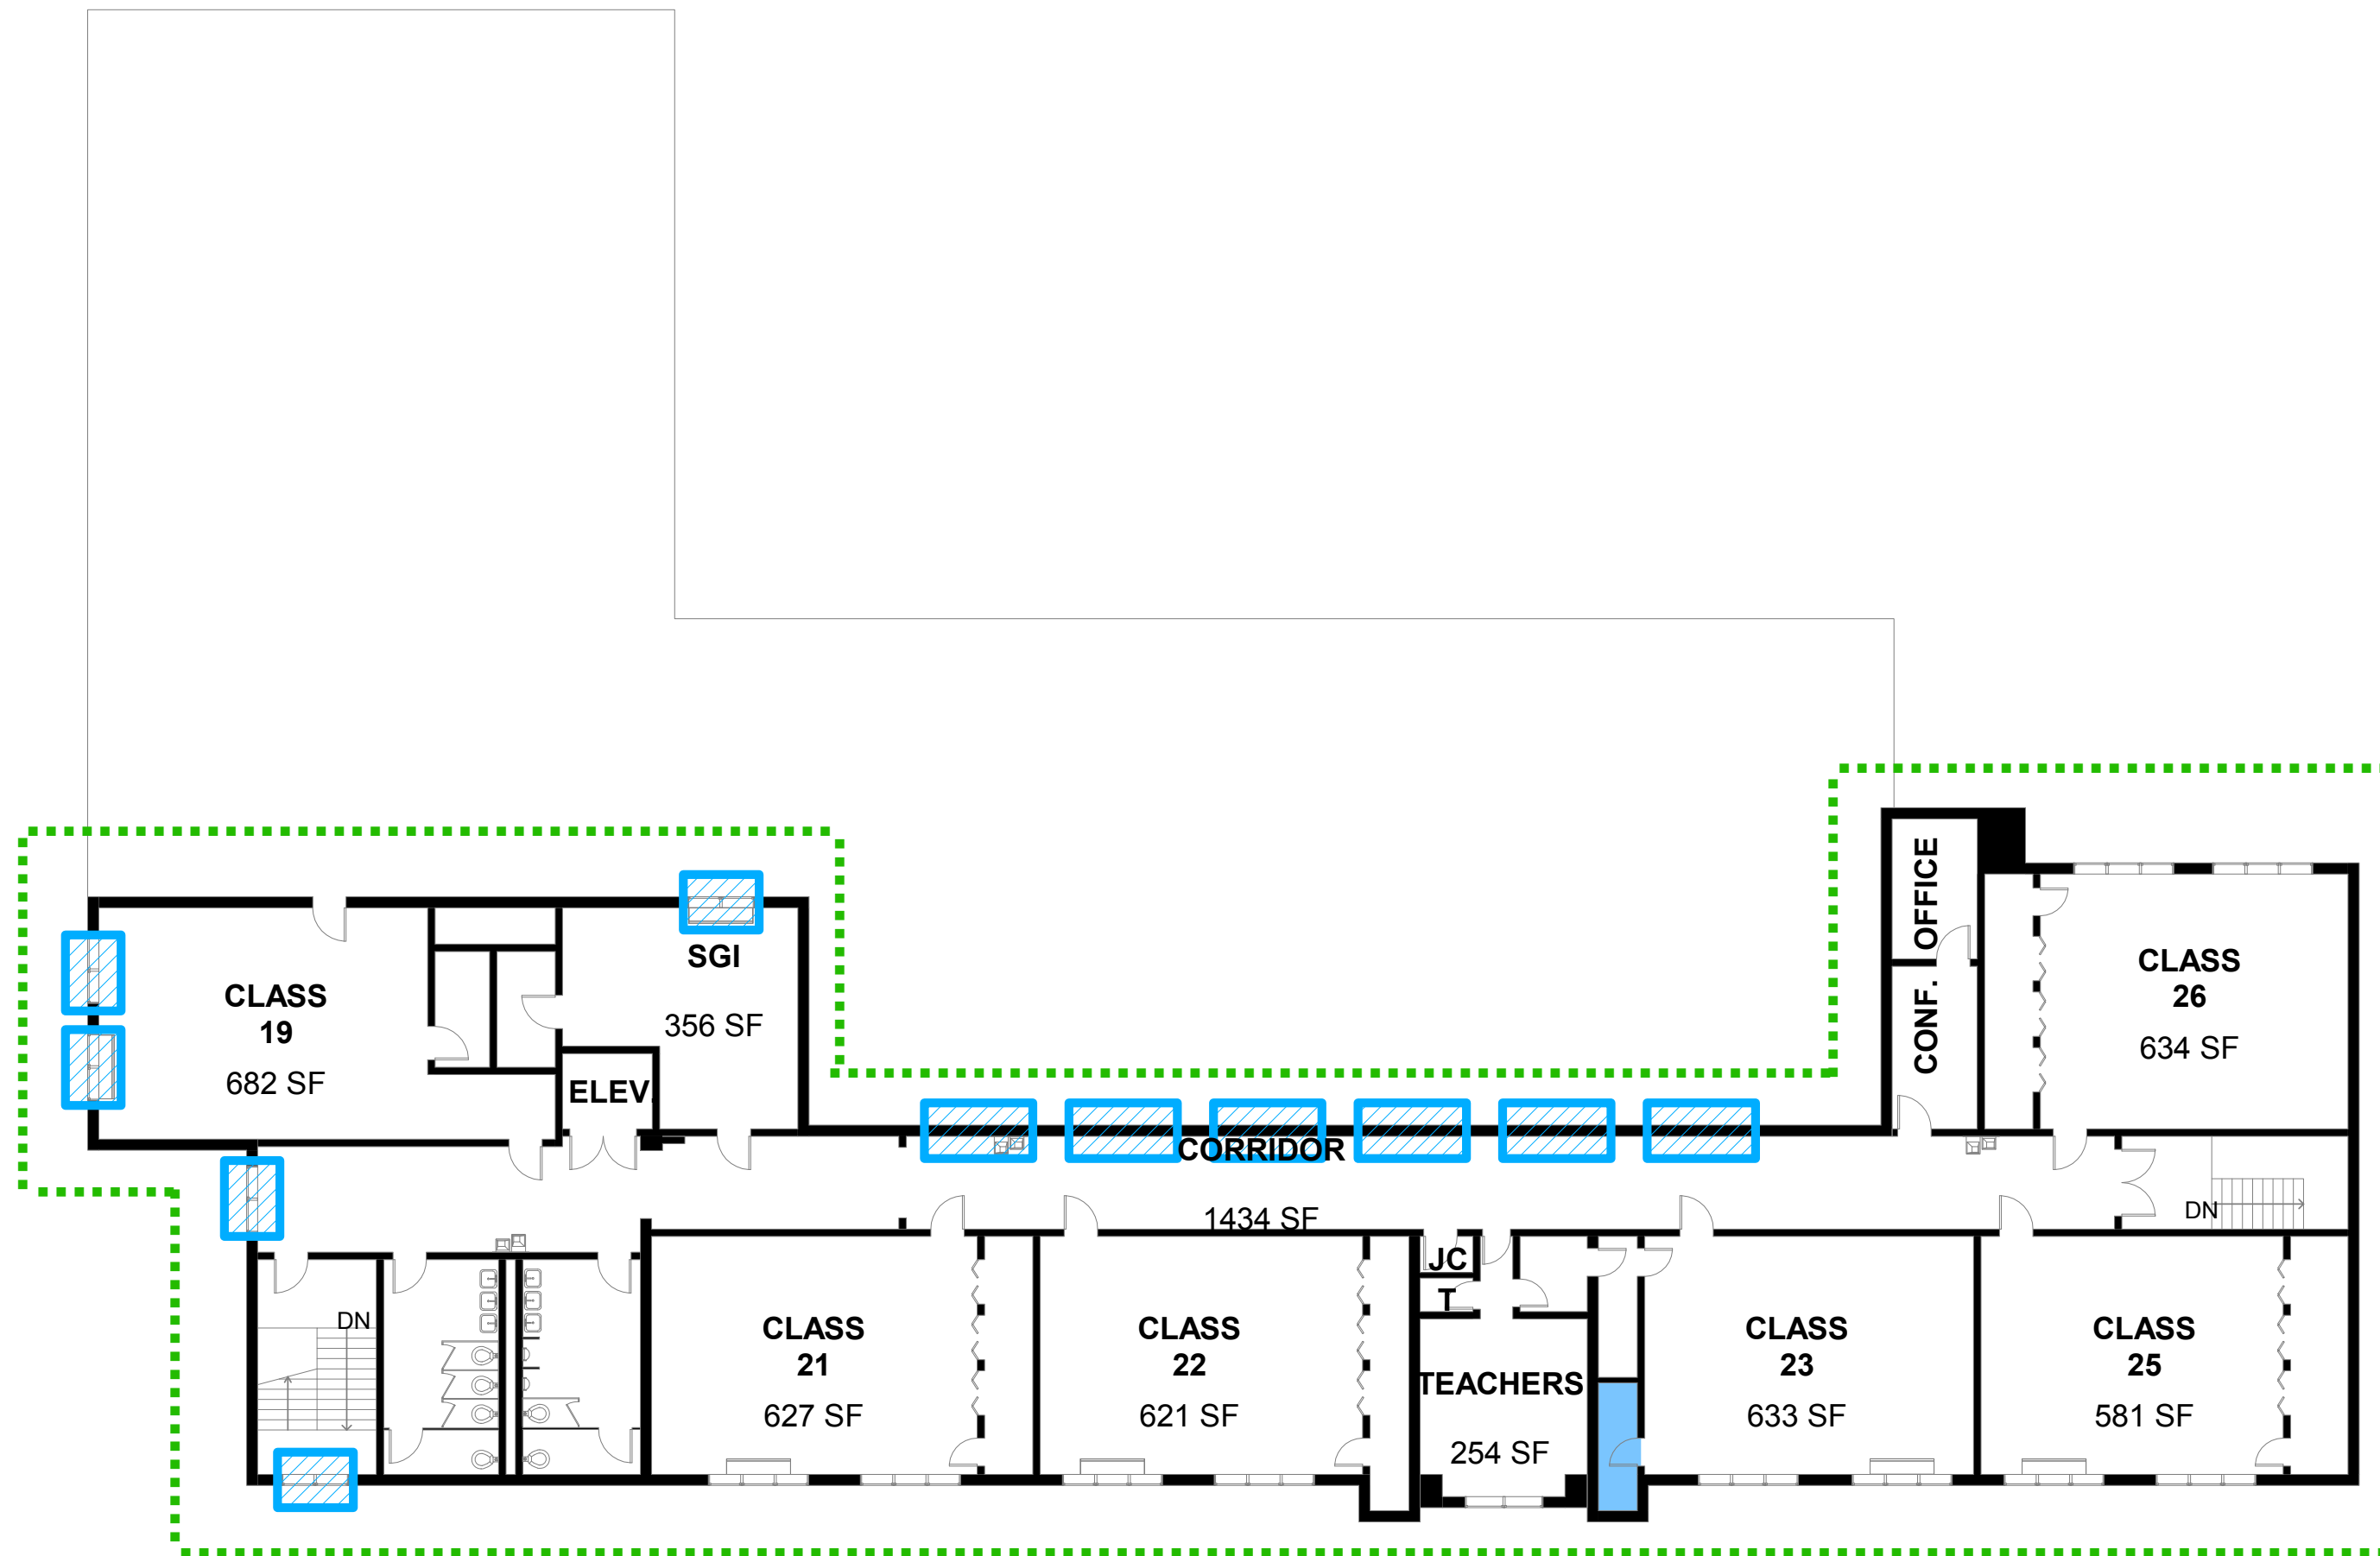 OFFICE
CONF.
CLASS
26
634 SF
SGI
356 SF
CLASS
19
682 SF
ELEV.
CORRIDOR
1434 SF
DN
DN
JC
T
CLASS
21
627 SF
CLASS
22
621 SF
TEACHERS
254 SF
CLASS
23
633 SF
CLASS
25
581 SF